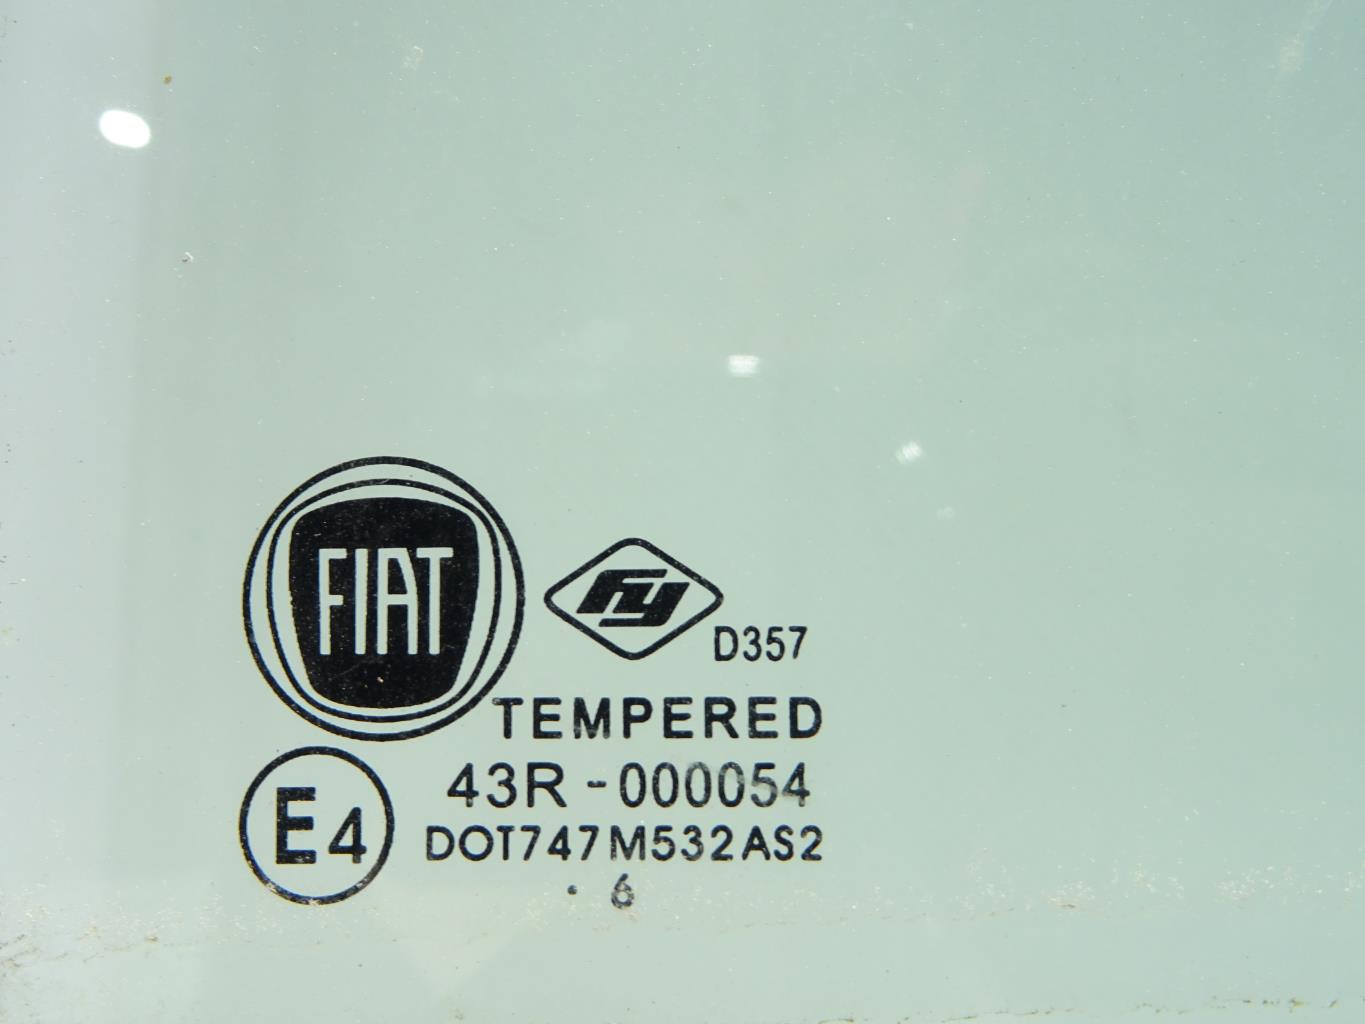 FIAT
FY
D357
TEMPERED
43R-000054
E4
DOT747M532AS2
. 6